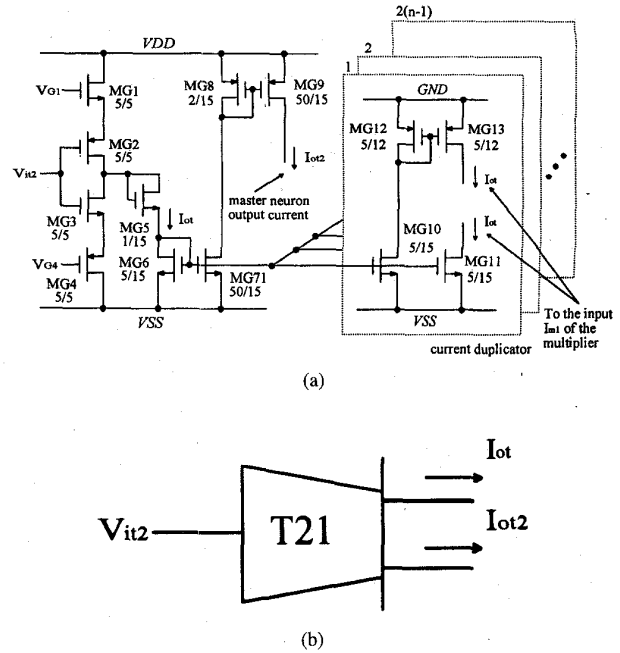 (a)
2(n-1)
2
1
VDD
VG1
MG1
5/5
MG2
5/5
Vit2
MG3
5/5
VG4
MG4
5/5
MG5
1/15
Iot
MG6
5/15
MG71
50/15
VSS
MG8
2/15
MG9
50/15
Iot2
master neuron
output current
GND
MG12
5/12
MG13
5/12
Iot
Iot
MG10
5/15
MG11
5/15
VSS
current duplicator
To the input
Im1 of the
multiplier
(a)
Vit2
T21
Iot
Iot2
(b)